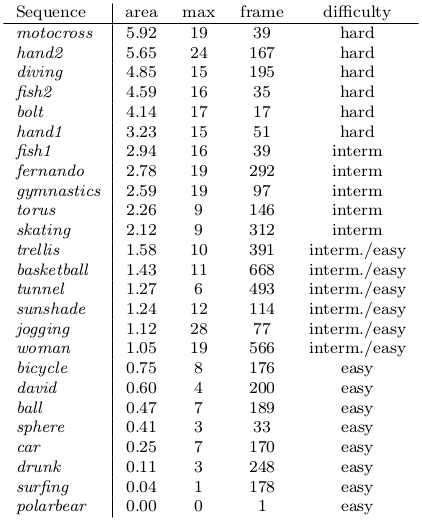 Sequence area max frame difficulty
motocross 5.92 19 39 hard
hand2 5.65 24 167 hard
diving 4.85 15 195 hard
fish2 4.59 16 35 hard
bolt 4.14 17 17 hard
hand1 3.23 15 51 hard
fish1 2.94 16 39 interm
fernando 2.78 19 292 interm
gymnastics 2.59 19 97 interm
torus 2.26 9 146 interm
skating 2.12 9 312 interm
trellis 1.58 10 391 interm./easy
basketball 1.43 11 668 interm./easy
tunnel 1.27 6 493 interm./easy
sunshade 1.24 12 114 interm./easy
jogging 1.12 28 77 interm./easy
woman 1.05 19 566 interm./easy
bicycle 0.75 8 176 easy
david 0.60 4 200 easy
ball 0.47 7 189 easy
sphere 0.41 3 33 easy
car 0.25 7 170 easy
drunk 0.11 3 248 easy
surfing 0.04 1 178 easy
polarbear 0.00 0 1 easy